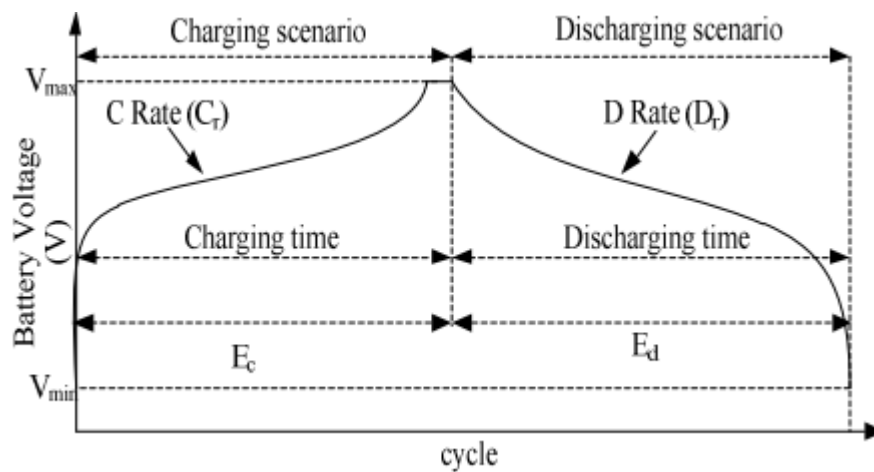 Charging scenario
Discharging scenario
Vmax
C Rate (Cr)
D Rate (Dr)
Battery Voltage
(V)
Charging time
Discharging time
Ec
Ed
Vmin
cycle